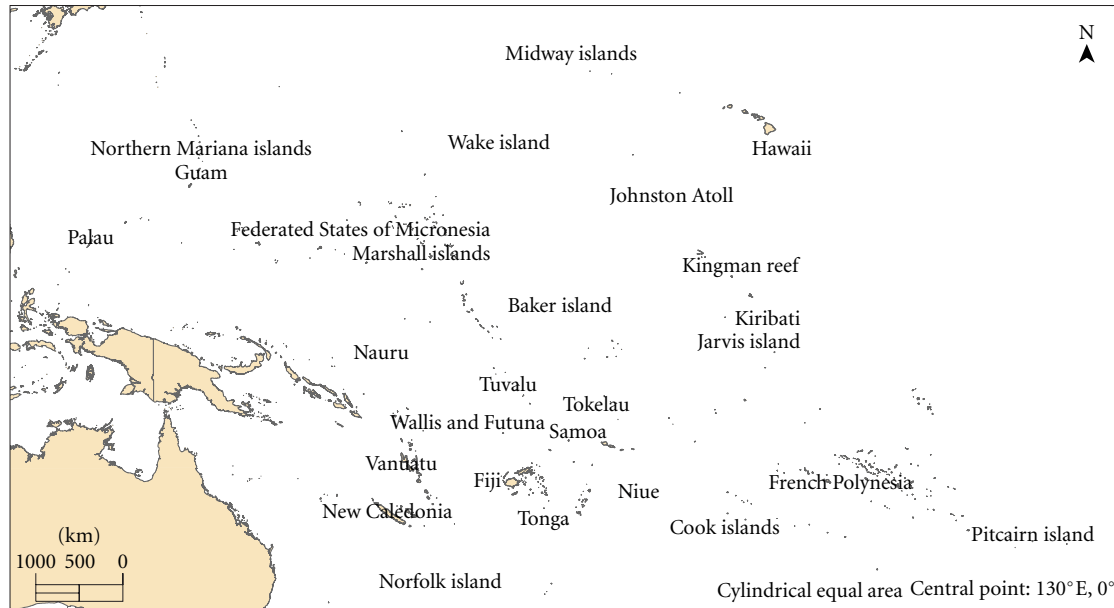 Midway islands
N
Northern Mariana islands
Wake island
Hawaii
Guam
Johnston Atoll
Palau
Federated States of Micronesia
Marshall islands
Kingman reef
Baker island
Kiribati
Jarvis island
Nauru
Tuvalu
Tokelau
Wallis and Futuna
Samoa
Vanuatu
Fiji
Niue
French Polynesia
New Caledonia
Tonga
Cook islands
Pitcairn island
(km)
1000 500 0
Norfolk island
Cylindrical equal area Central point: 130°E, 0°